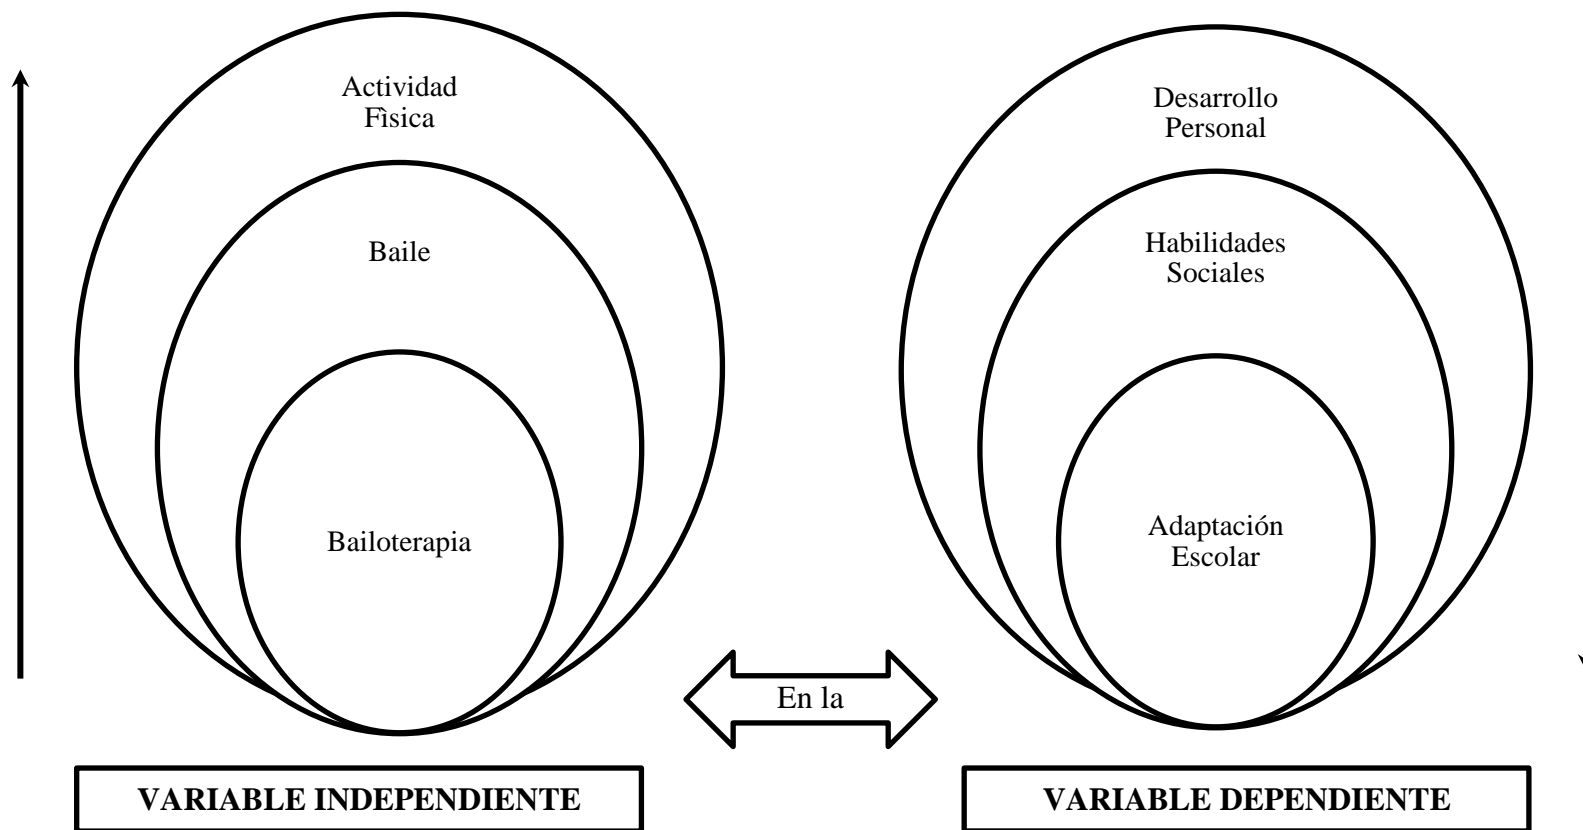 Actividad
Fìsica
Baile
Bailoterapia
Desarrollo
Personal
Habilidades
Sociales
Adaptación
Escolar
En la
VARIABLE INDEPENDIENTE
VARIABLE DEPENDIENTE